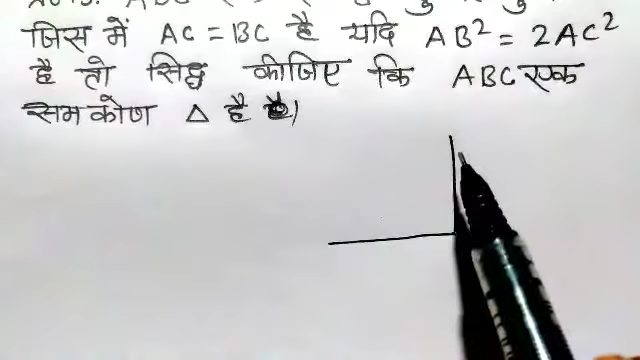 जिस में AC = BC है यदि AB² = 2AC²
है तो सिद्ध कीजिए कि ABC एक
समकोण Δ है।